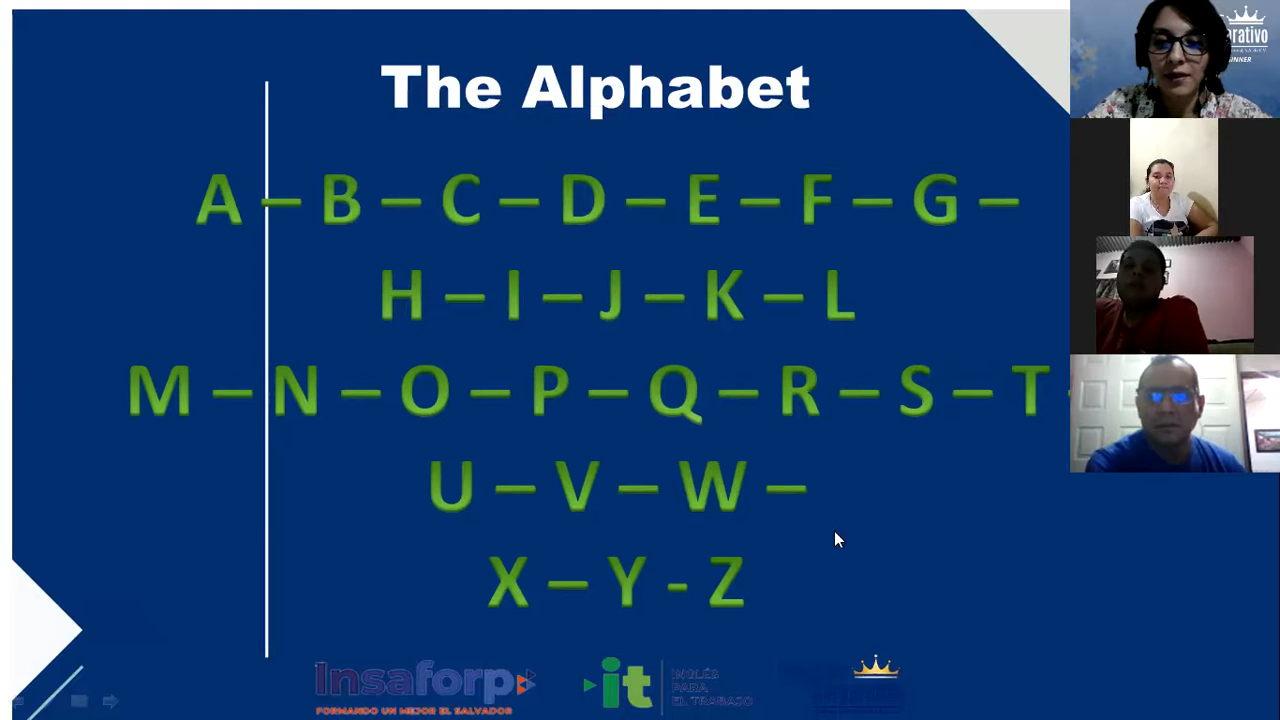 The Alphabet
A – B – C – D – E – F – G –
H – I – J – K – L
M – N – O – P – Q – R – S – T
U – V – W –
X – Y - Z
Insaforp
FORMANDO UN MEJOR EL SALVADOR
it
INGLÉS
PARA
EL TRABAJO